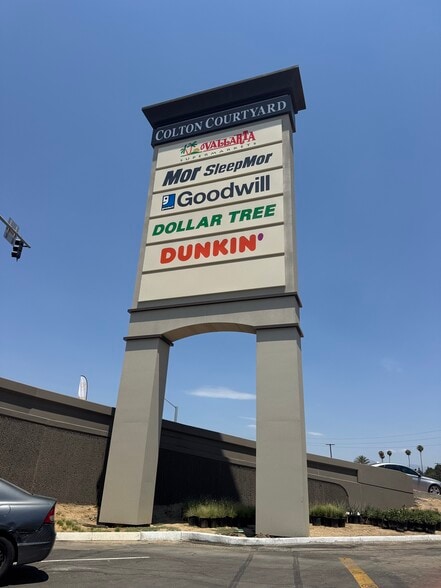 COLTON COURTYARD
VALLARTA
SUPERMARKETS
MOR SLEEPMOR
Goodwill
DOLLAR TREE
DUNKIN'